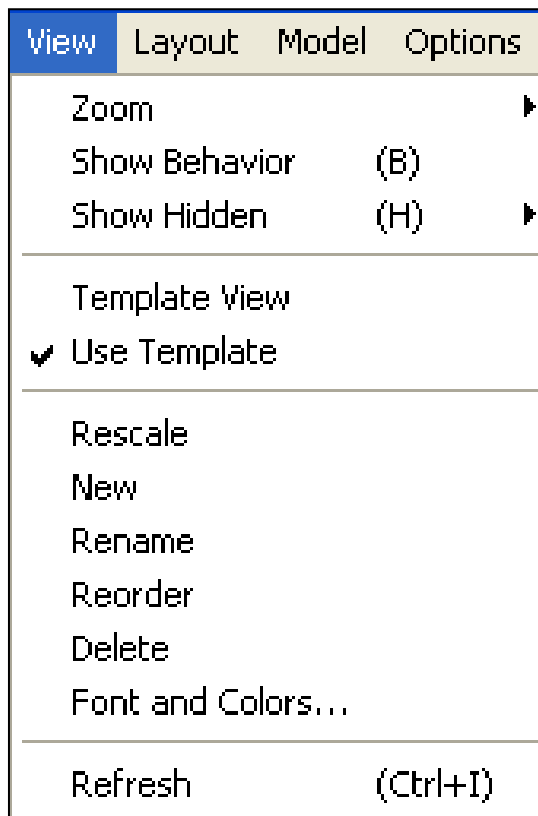 View Layout Model Options
Zoom
Show Behavior (B)
Show Hidden (H)
Template View
Use Template
Rescale
New
Rename
Reorder
Delete
Font and Colors...
Refresh (Ctrl+I)